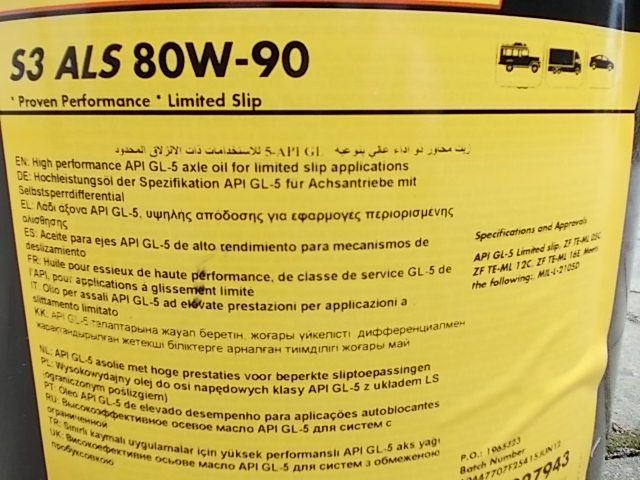 S3 ALS 80W-90
* Proven Performance * Limited Slip
زيت محاور ذو اداء عالي بنوعية 5-API GL للاستخدامات ذات الانزلاق المحدود
EN: High performance API GL-5 axle oil for limited slip applications
DE: Hochleistungsöl der Spezifikation API GL-5 für Achsantriebe mit
Selbstsperrdifferential
EL: Λάδι άξονα API GL-5, υψηλής απόδοσης για εφαρμογές περιορισμένης
ολίσθησης
ES: Aceite para ejes API GL-5 de alto rendimiento para mecanismos de
deslizamiento
FR: Huile pour essieux de haute performance, de classe de service GL-5 de
l'API, pour applications à glissement limité
IT: Olio per assali API GL-5 ad elevate prestazioni per applicazioni a
slittamento limitato
KK: API GL-5 талаптарына жауап беретін, жоғары үйкелісті дифференциалмен
жарақтандырылған жетекші біліктерге арналған тиімділігі жоғары май
NL: API GL-5 asolie met hoge prestaties voor beperkte sliptoepassingen
PL: Wysokowydajny olej do osi napędowych klasy API GL-5 z układem LS
(ograniczonym poślizgiem)
PT: Óleo API GL-5 de elevado desempenho para aplicações autoblocantes
RU: Высокоэффективное осевое масло API GL-5 для систем с
ограниченной
TR: Sınırlı kaymalı uygulamalar için yüksek performanslı API GL-5 aks yağı
UK: Високоефективне осьове масло API GL-5 для систем з обмеженою
пробуксовкою
Specifications and Approvals
API GL-5 Limited slip, ZF TE-ML 05C,
ZF TE-ML 12C, ZF TE-ML 16E Meets
the following: MIL-L-2105D
P.O.: 1965223
Batch Number